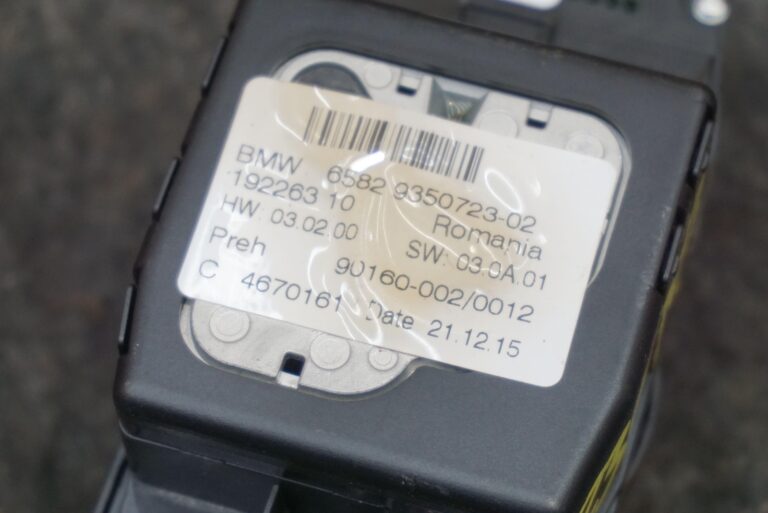 BMW 6582 9350723-02
192263 10 Romania
HW: 03.02.00 SW: 03.0A.01
Preh 90160-002/0012
C 4670161 Date 21.12.15